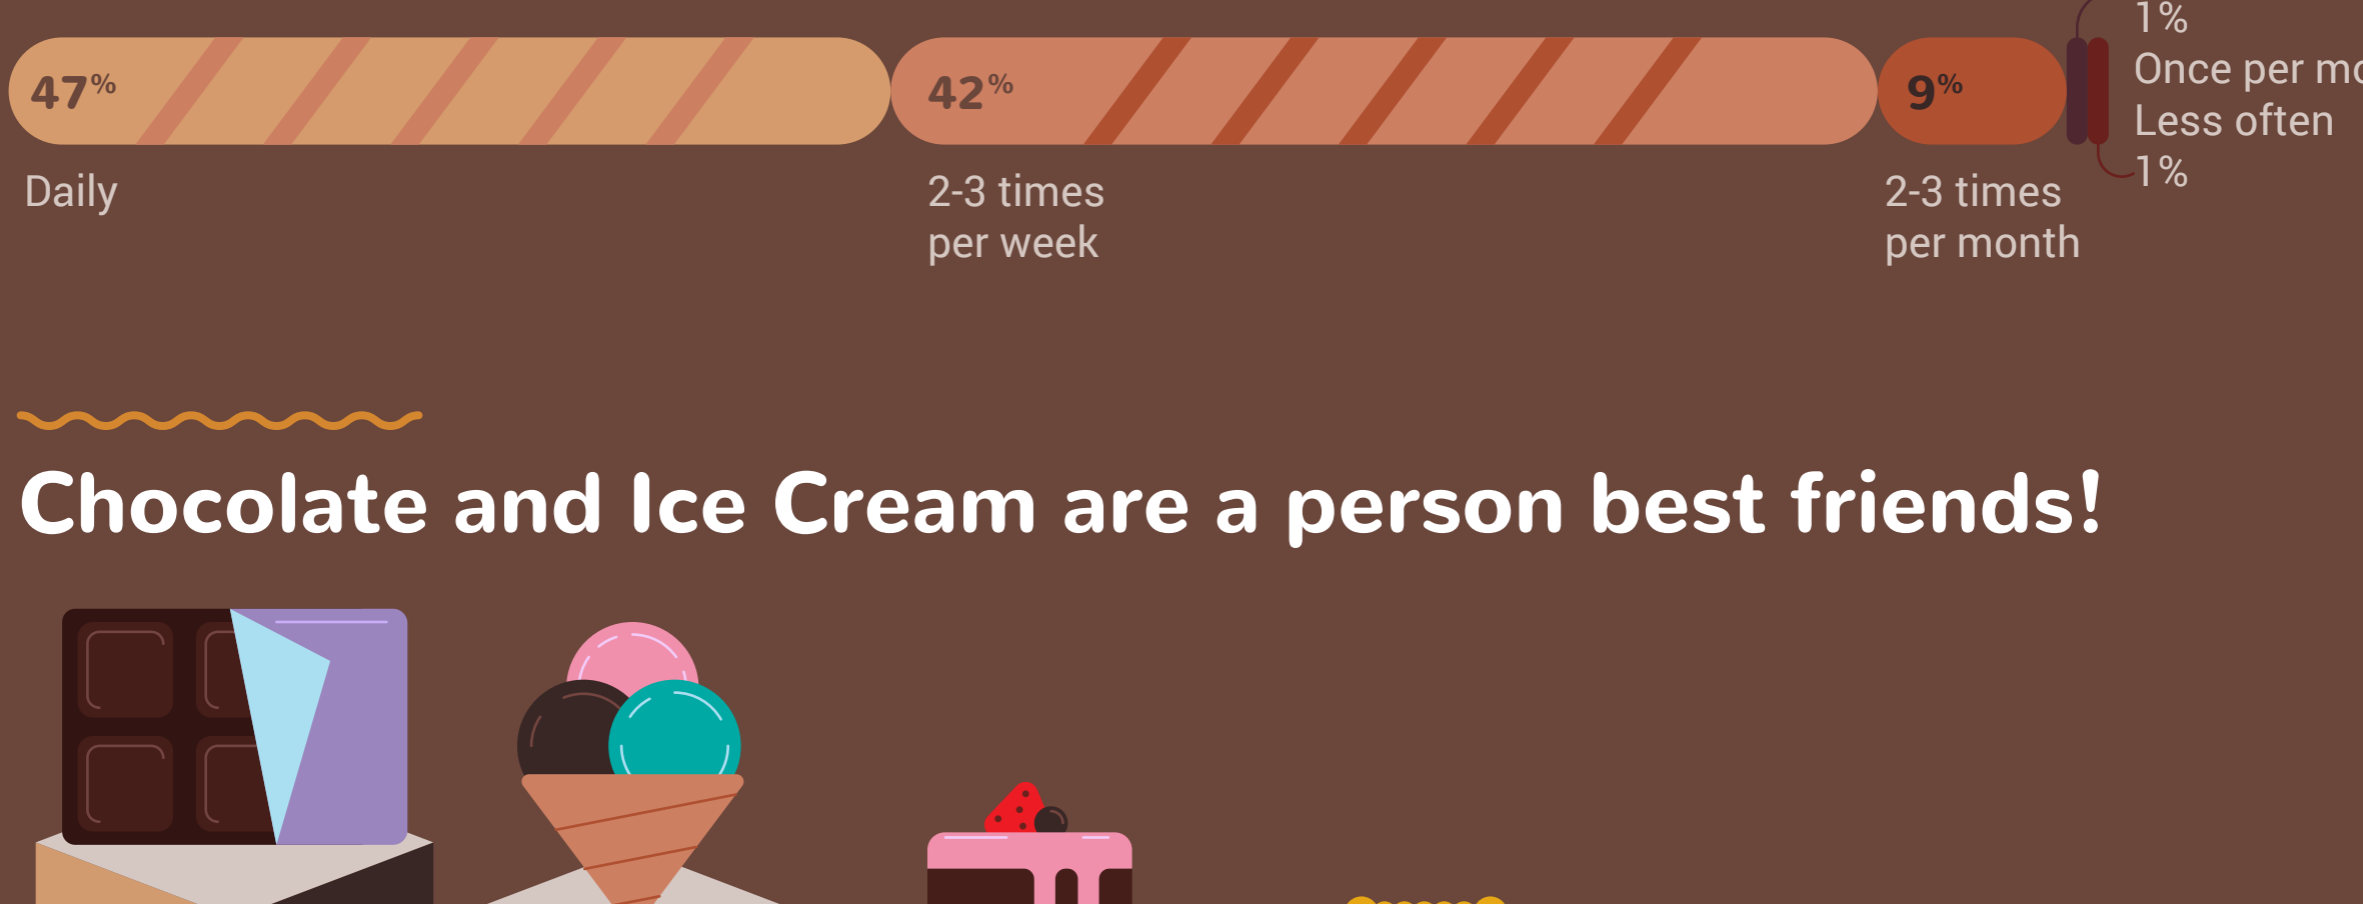 47%
Daily
42%
2-3 times
per week
9%
2-3 times
per month
1%
Once per
Less often
1%
Chocolate and Ice Cream are a person best friends!